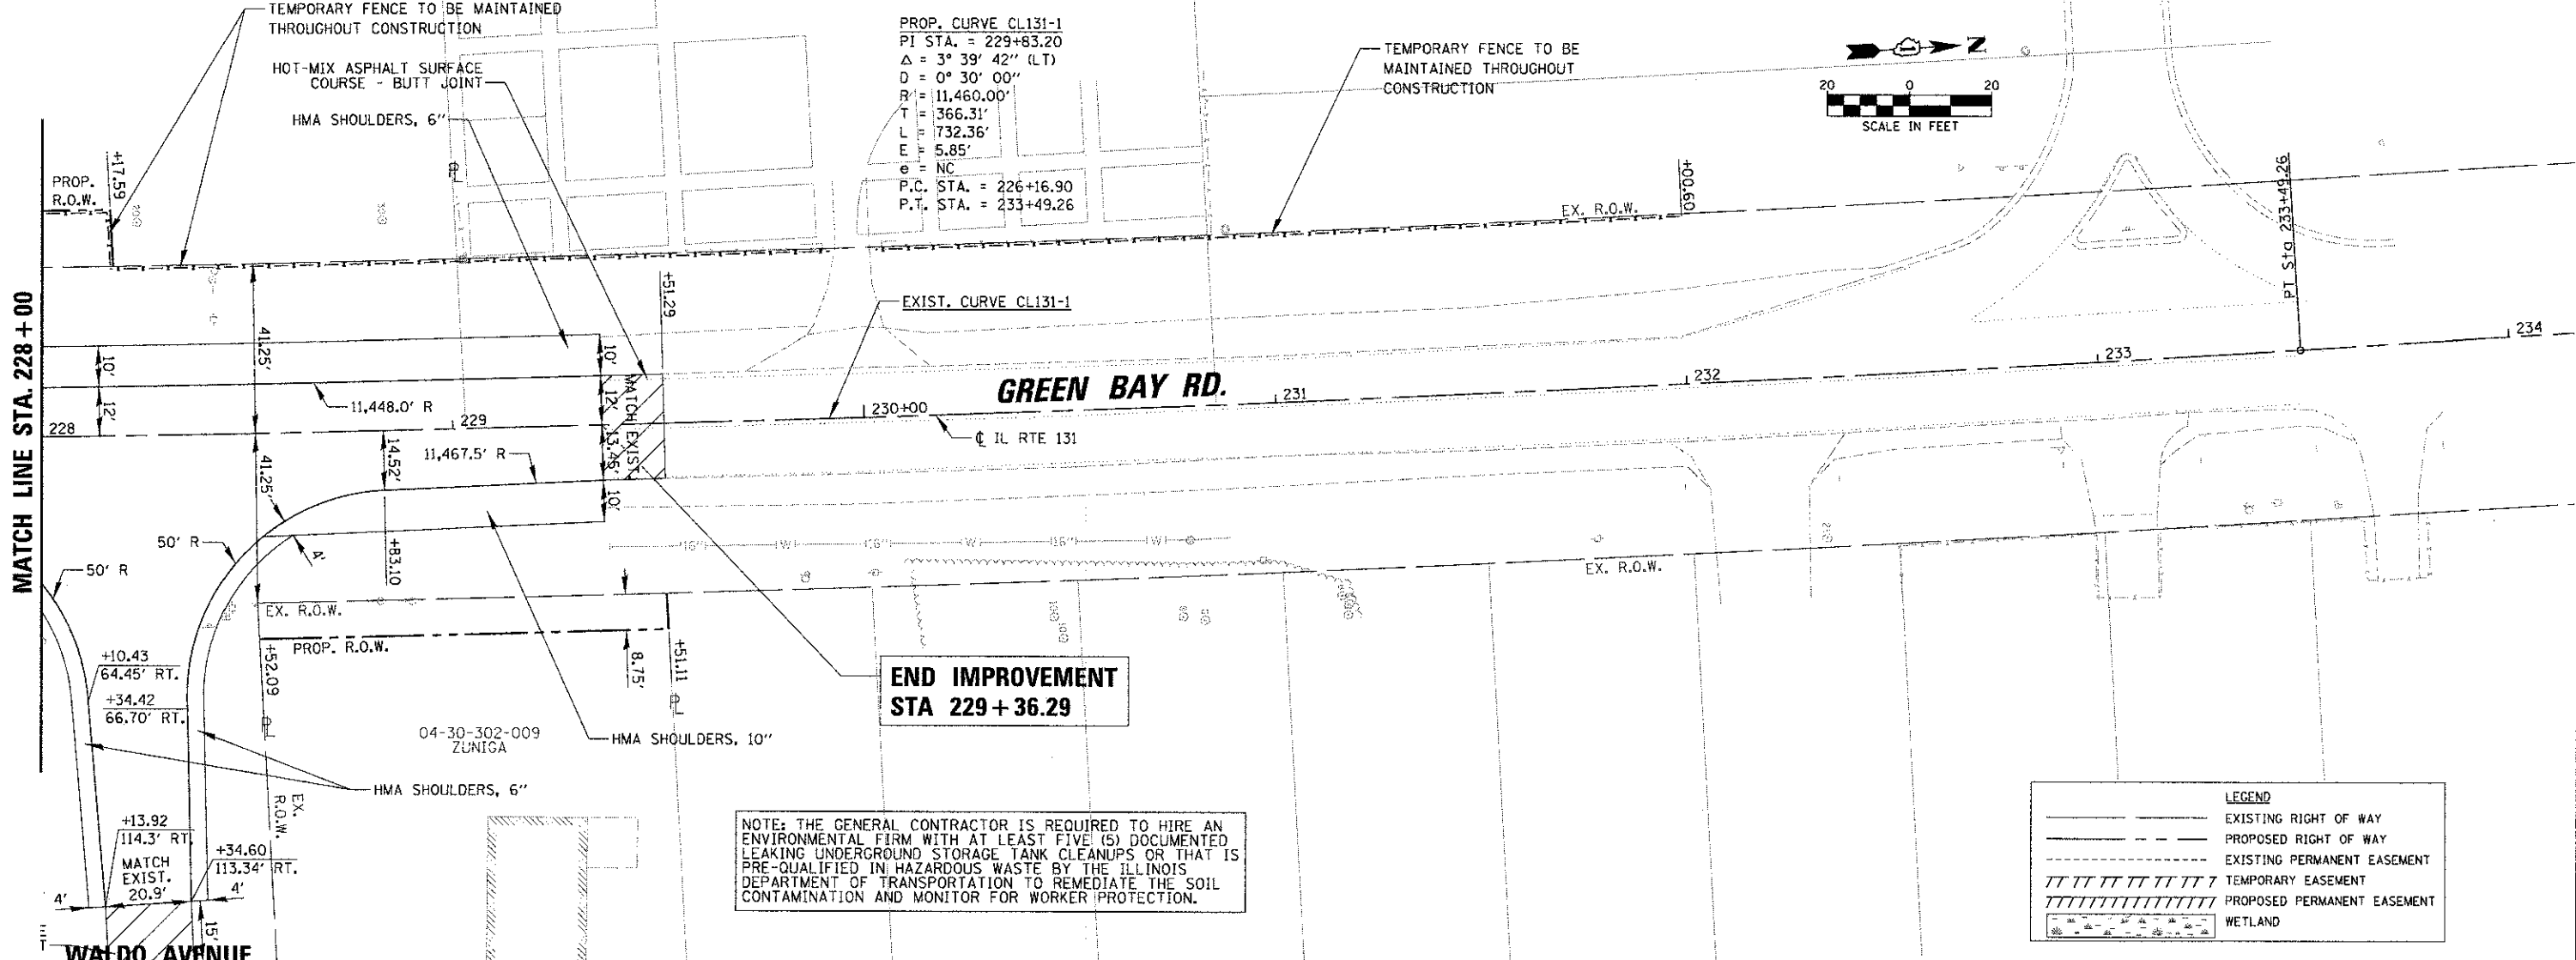 TEMPORARY FENCE TO BE MAINTAINED
THROUGHOUT CONSTRUCTION
HOT-MIX ASPHALT SURFACE
COURSE - BUTT JOINT
HMA SHOULDERS, 6"
PROP. CURVE CL131-1
PI STA. = 229+83.20
Δ = 3° 39' 42" (LT)
D = 0° 30' 00"
R = 11,460.00'
T = 366.31'
L = 732.36'
E = 5.85'
e = NC
P.C. STA. = 226+16.90
P.T. STA. = 233+49.26
TEMPORARY FENCE TO BE
MAINTAINED THROUGHOUT
CONSTRUCTION
N
20 0 20
SCALE IN FEET
PROP.
R.O.W.
+17.59
EX. R.O.W.
+00.60
PT Sta 233+49.26
MATCH LINE STA. 228+00
41.25'
+51.29
EXIST. CURVE CL131-1
10'
12'
10'
12'
MATCH EXIST.
13.46'
10'
GREEN BAY RD.
11,448.0' R
228
229
230+00
231
232
233
234
℄ IL RTE 131
14.52'
11,467.5' R
41.25'
50' R
4'
+83.10
50' R
(16")
(W)
(16")
(W)
(16")
(W)
EX. R.O.W.
EX. R.O.W.
PROP. R.O.W.
8.75'
+51.11
+52.09
+10.43
64.45' RT.
+34.42
66.70' RT.
END IMPROVEMENT
STA 229+36.29
04-30-302-009
ZUNIGA
HMA SHOULDERS, 10"
HMA SHOULDERS, 6"
EX.
R.O.W.
+13.92
114.3' RT.
MATCH
EXIST.
20.9'
+34.60
113.34' RT.
4'
4'
15'
WALDO AVENUE
NOTE: THE GENERAL CONTRACTOR IS REQUIRED TO HIRE AN
ENVIRONMENTAL FIRM WITH AT LEAST FIVE (5) DOCUMENTED
LEAKING UNDERGROUND STORAGE TANK CLEANUPS OR THAT IS
PRE-QUALIFIED IN HAZARDOUS WASTE BY THE ILLINOIS
DEPARTMENT OF TRANSPORTATION TO REMEDIATE THE SOIL
CONTAMINATION AND MONITOR FOR WORKER PROTECTION.
LEGEND
EXISTING RIGHT OF WAY
PROPOSED RIGHT OF WAY
EXISTING PERMANENT EASEMENT
TEMPORARY EASEMENT
PROPOSED PERMANENT EASEMENT
WETLAND